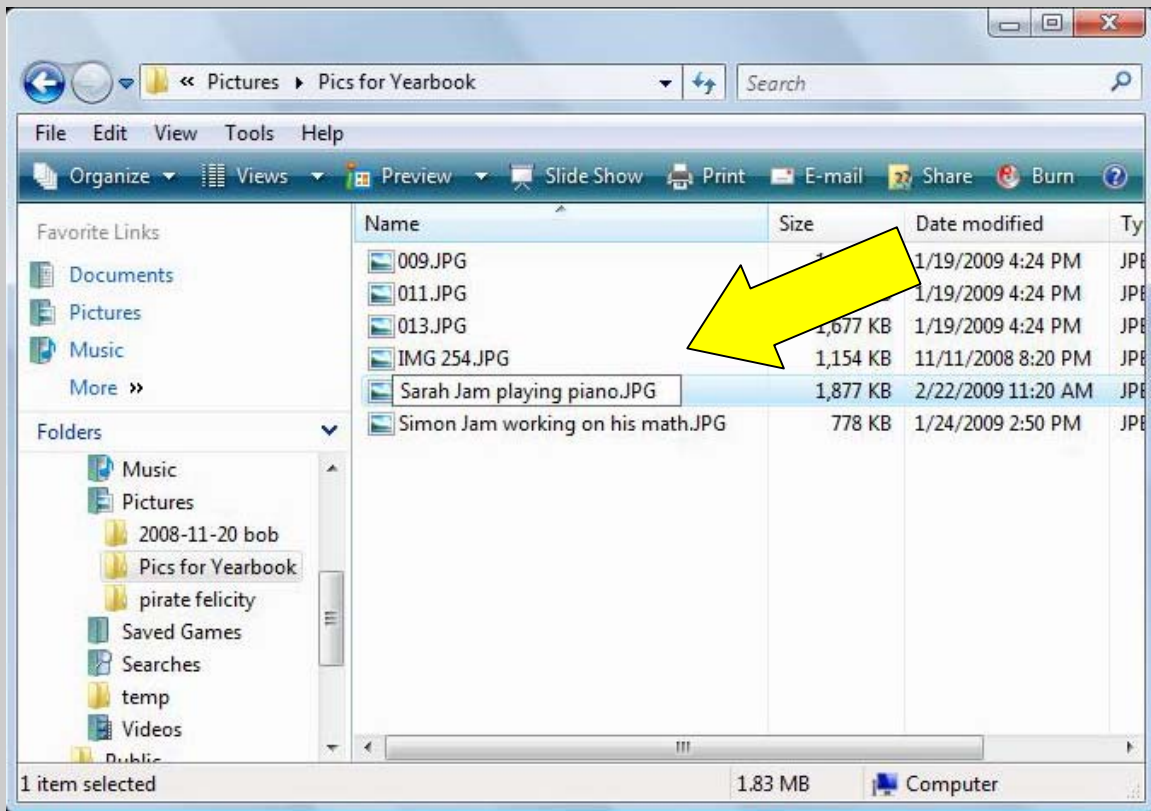 « Pictures ▸ Pics for Yearbook Search
File Edit View Tools Help
Organize Views Preview Slide Show Print E-mail Share Burn
Favorite Links
Documents
Pictures
Music
More »
Folders
Music
Pictures
2008-11-20 bob
Pics for Yearbook
pirate felicity
Saved Games
Searches
temp
Videos
Name Size Date modified
009.JPG 1/19/2009 4:24 PM
011.JPG 1/19/2009 4:24 PM
013.JPG 1,677 KB 1/19/2009 4:24 PM
IMG 254.JPG 1,154 KB 11/11/2008 8:20 PM
Sarah Jam playing piano.JPG 1,877 KB 2/22/2009 11:20 AM
Simon Jam working on his math.JPG 778 KB 1/24/2009 2:50 PM
1 item selected 1.83 MB Computer